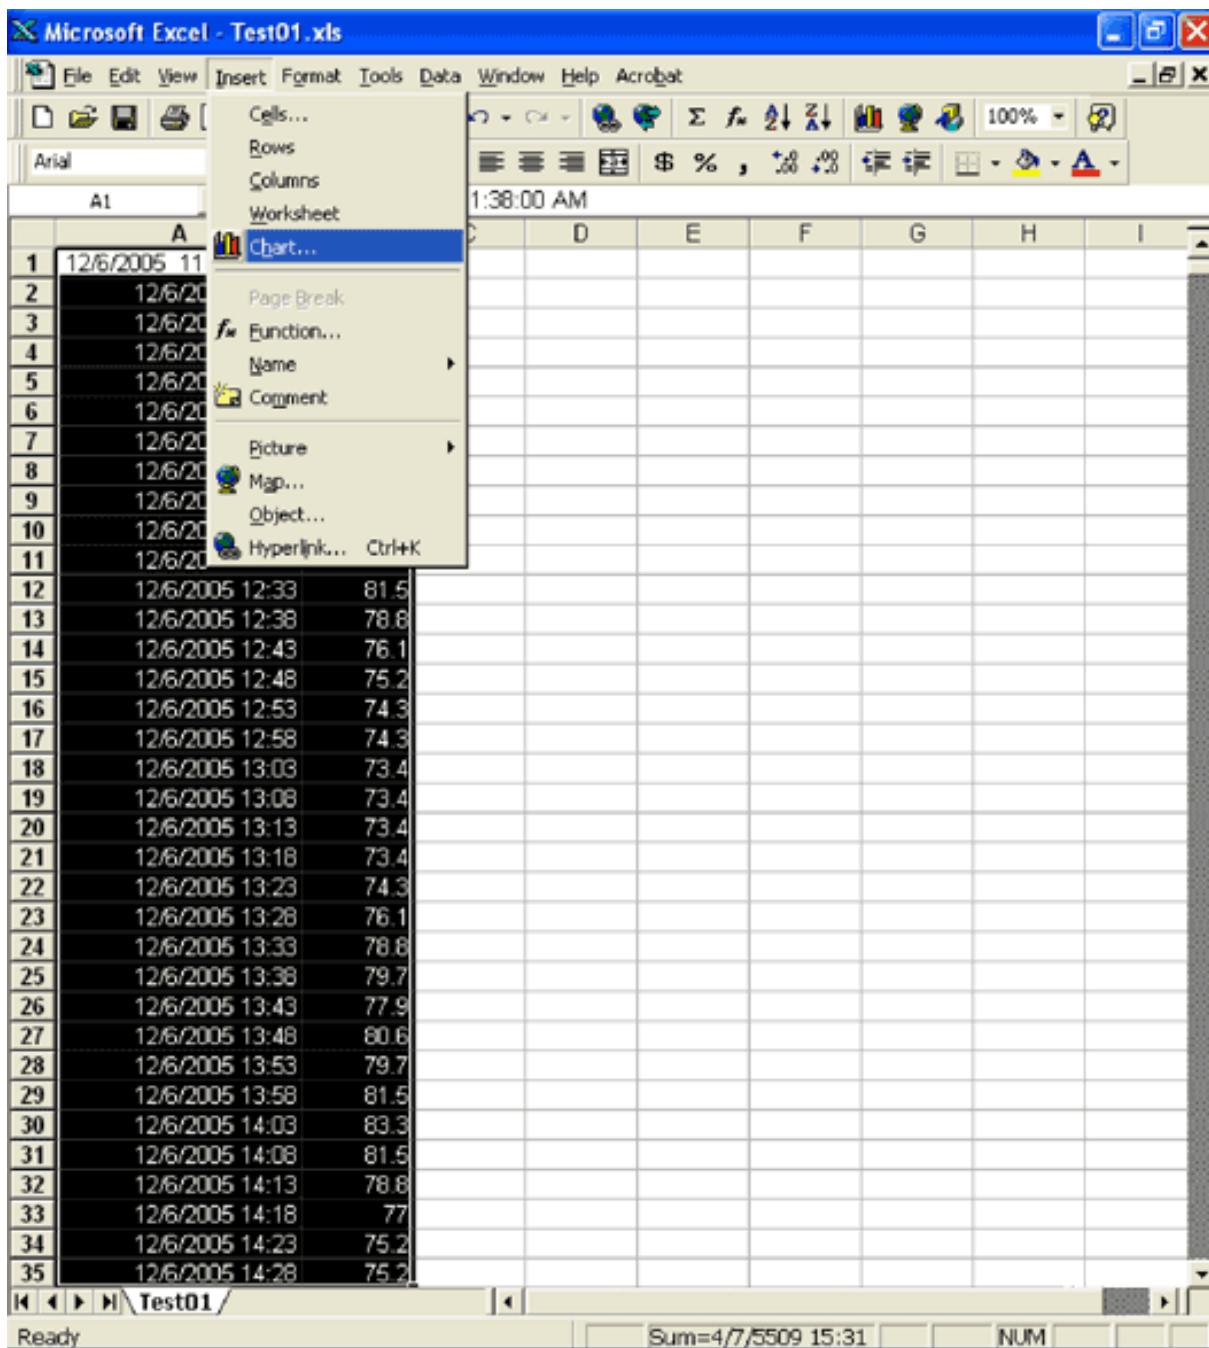 Microsoft Excel - Test01.xls
File Edit View Insert Format Tools Data Window Help Acrobat
100%
Arial $ % ,
A1 1:38:00 AM
Cells...
Rows
Columns
Worksheet
Chart...
Page Break
Function...
Name
Comment
Picture
Map...
Object...
Hyperlink... Ctrl+K
A D E F G H I
1 12/6/2005 11
2 12/6/20
3 12/6/20
4 12/6/20
5 12/6/20
6 12/6/20
7 12/6/20
8 12/6/20
9 12/6/20
10 12/6/20
11 12/6/20
12 12/6/2005 12:33 81.5
13 12/6/2005 12:38 78.8
14 12/6/2005 12:43 76.1
15 12/6/2005 12:48 75.2
16 12/6/2005 12:53 74.3
17 12/6/2005 12:58 74.3
18 12/6/2005 13:03 73.4
19 12/6/2005 13:08 73.4
20 12/6/2005 13:13 73.4
21 12/6/2005 13:18 73.4
22 12/6/2005 13:23 74.3
23 12/6/2005 13:28 76.1
24 12/6/2005 13:33 78.8
25 12/6/2005 13:38 79.7
26 12/6/2005 13:43 77.9
27 12/6/2005 13:48 80.6
28 12/6/2005 13:53 79.7
29 12/6/2005 13:58 81.5
30 12/6/2005 14:03 83.3
31 12/6/2005 14:08 81.5
32 12/6/2005 14:13 78.8
33 12/6/2005 14:18 77
34 12/6/2005 14:23 75.2
35 12/6/2005 14:28 75.2
Test01
Ready Sum=4/7/5509 15:31 NUM